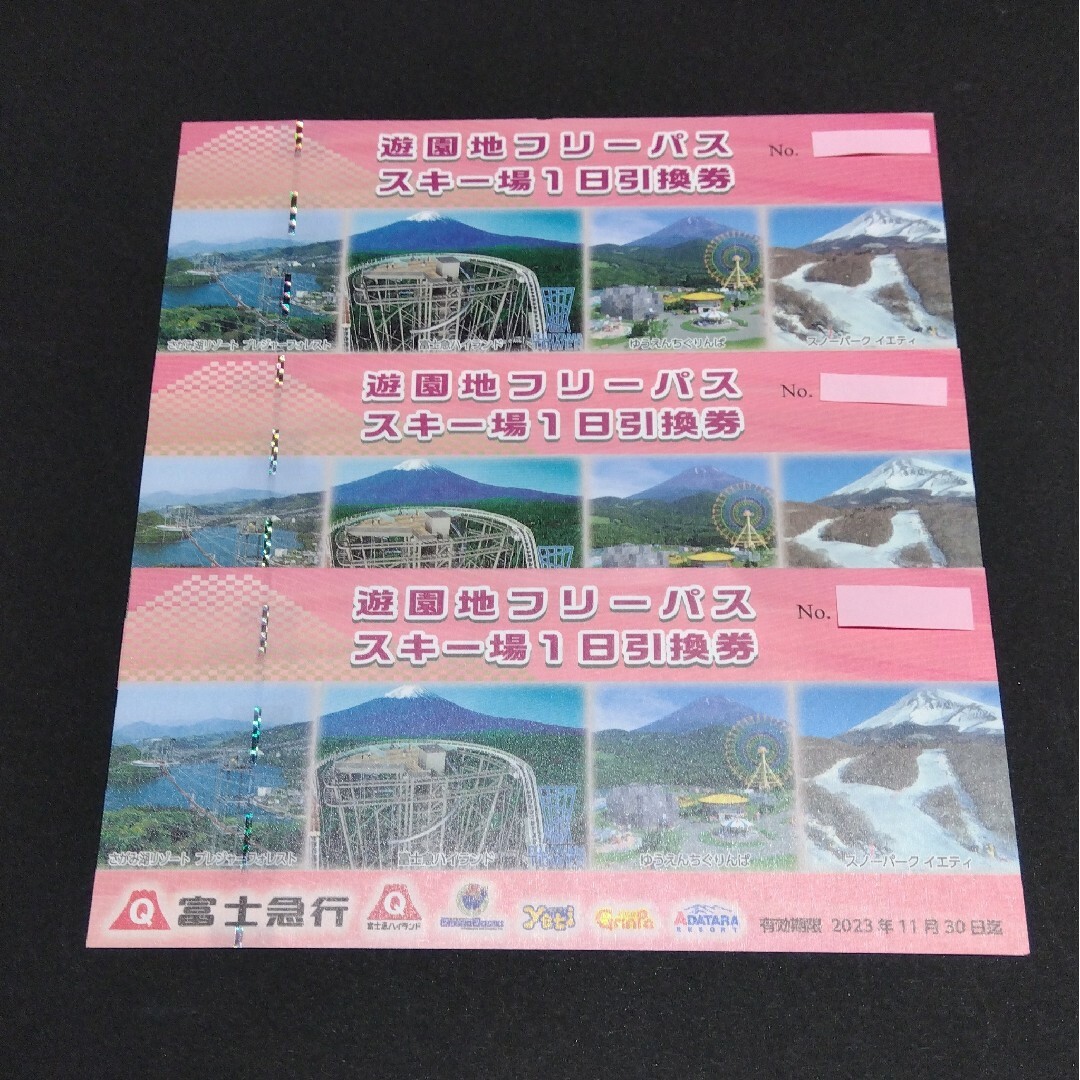 遊園地フリーパス
スキー場1日引換券
No.
さがみ湖リゾート プレジャーフォレスト
富士急ハイランド
ゆうえんちぐりんぱ
スノーパーク イエティ
遊園地フリーパス
スキー場1日引換券
No.
遊園地フリーパス
スキー場1日引換券
No.
さがみ湖リゾート プレジャーフォレスト
富士急ハイランド
ゆうえんちぐりんぱ
スノーパーク イエティ
Q 富士急行
Q 富士急ハイランド
Yeti
Grinpa
ADATARA RESORT
有効期限 2023年11月30日迄